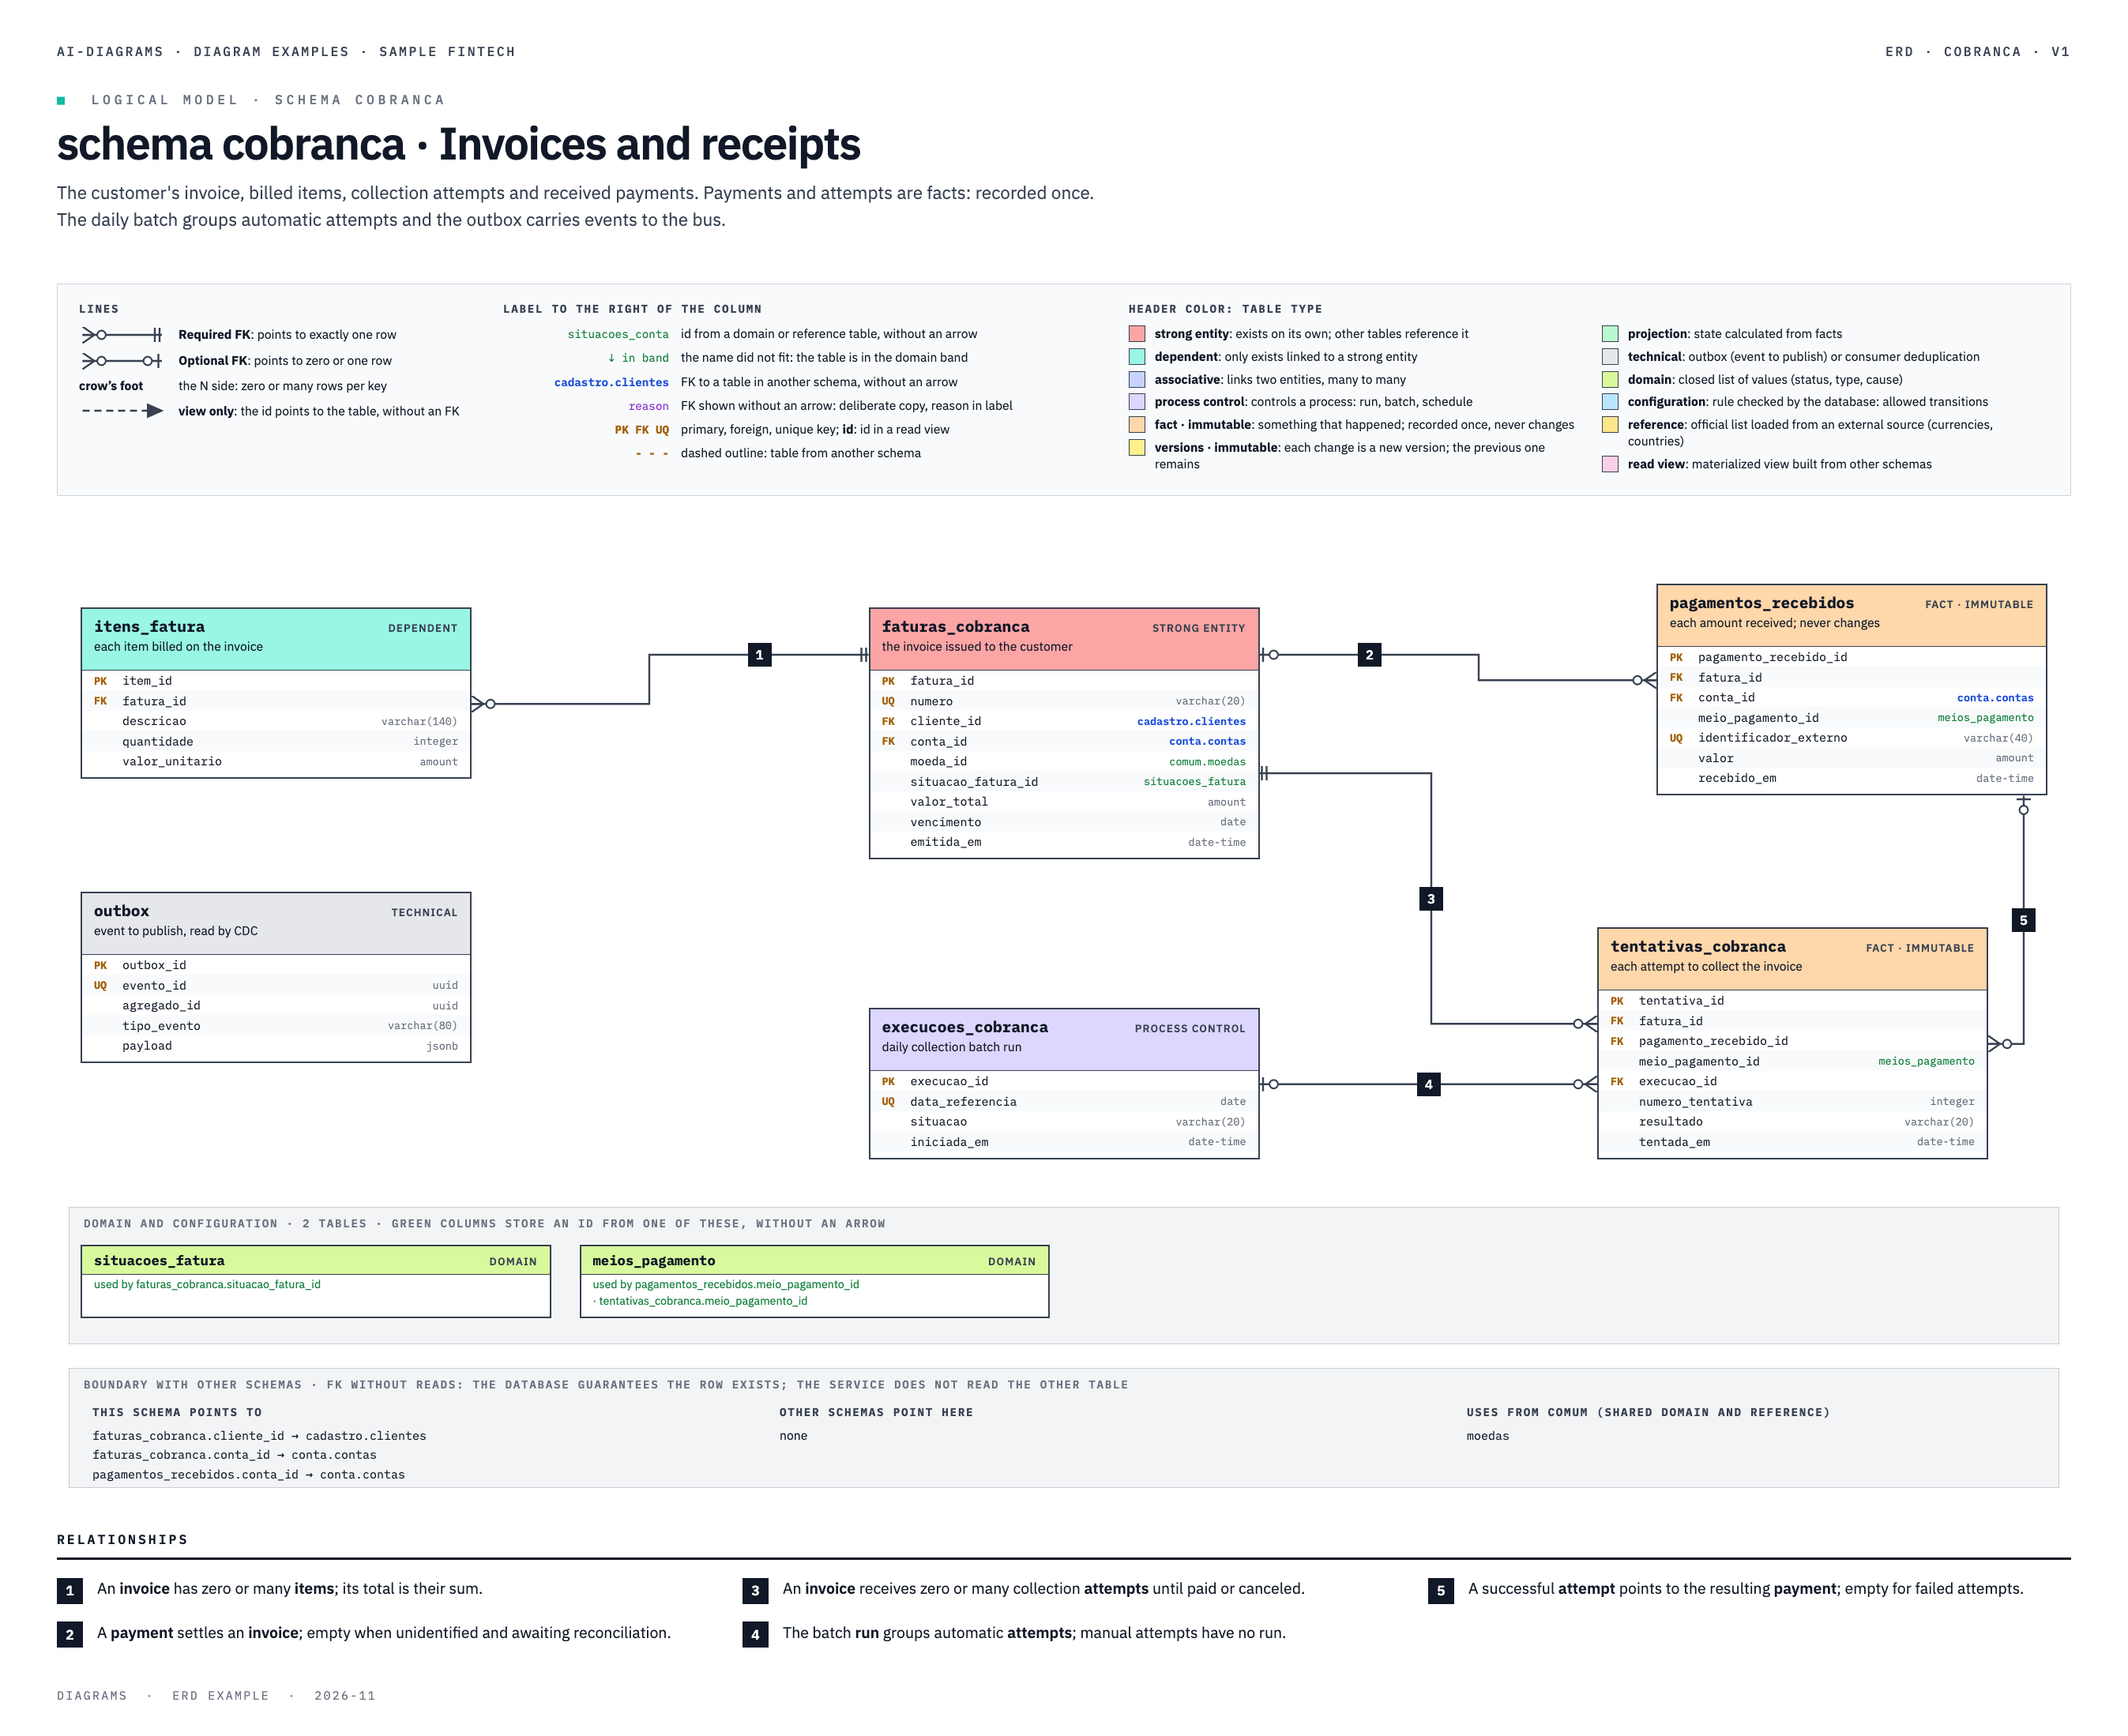 AI-DIAGRAMS · DIAGRAM EXAMPLES · SAMPLE FINTECH
ERD · COBRANCA · V1
LOGICAL MODEL · SCHEMA COBRANCA
schema cobranca · Invoices and receipts
The customer's invoice, billed items, collection attempts and received payments. Payments and attempts are facts: recorded once.
The daily batch groups automatic attempts and the outbox carries events to the bus.
LINES
Required FK: points to exactly one row
Optional FK: points to zero or one row
crow's foot the N side: zero or many rows per key
view only: the id points to the table, without an FK
LABEL TO THE RIGHT OF THE COLUMN
situacoes_conta id from a domain or reference table, without an arrow
↓ in band the name did not fit: the table is in the domain band
cadastro.clientes FK to a table in another schema, without an arrow
reason FK shown without an arrow: deliberate copy, reason in label
PK FK UQ primary, foreign, unique key; id: id in a read view
- - - dashed outline: table from another schema
HEADER COLOR: TABLE TYPE
strong entity: exists on its own; other tables reference it
dependent: only exists linked to a strong entity
associative: links two entities, many to many
process control: controls a process: run, batch, schedule
fact · immutable: something that happened; recorded once, never changes
versions · immutable: each change is a new version; the previous one
remains
projection: state calculated from facts
technical: outbox (event to publish) or consumer deduplication
domain: closed list of values (status, type, cause)
configuration: rule checked by the database: allowed transitions
reference: official list loaded from an external source (currencies,
countries)
read view: materialized view built from other schemas
itens_fatura DEPENDENT
each item billed on the invoice
PK item_id
FK fatura_id
descricao varchar(140)
quantidade integer
valor_unitario amount
1
faturas_cobranca STRONG ENTITY
the invoice issued to the customer
PK fatura_id
UQ numero varchar(20)
FK cliente_id cadastro.clientes
FK conta_id conta.contas
moeda_id comum.moedas
situacao_fatura_id situacoes_fatura
valor_total amount
vencimento date
emitida_em date-time
2
pagamentos_recebidos FACT · IMMUTABLE
each amount received; never changes
PK pagamento_recebido_id
FK fatura_id
FK conta_id conta.contas
meio_pagamento_id meios_pagamento
UQ identificador_externo varchar(40)
valor amount
recebido_em date-time
3
5
outbox TECHNICAL
event to publish, read by CDC
PK outbox_id
UQ evento_id uuid
agregado_id uuid
tipo_evento varchar(80)
payload jsonb
execucoes_cobranca PROCESS CONTROL
daily collection batch run
PK execucao_id
UQ data_referencia date
situacao varchar(20)
iniciada_em date-time
4
tentativas_cobranca FACT · IMMUTABLE
each attempt to collect the invoice
PK tentativa_id
FK fatura_id
FK pagamento_recebido_id
meio_pagamento_id meios_pagamento
FK execucao_id
numero_tentativa integer
resultado varchar(20)
tentada_em date-time
DOMAIN AND CONFIGURATION · 2 TABLES · GREEN COLUMNS STORE AN ID FROM ONE OF THESE, WITHOUT AN ARROW
situacoes_fatura DOMAIN
used by faturas_cobranca.situacao_fatura_id
meios_pagamento DOMAIN
used by pagamentos_recebidos.meio_pagamento_id
· tentativas_cobranca.meio_pagamento_id
BOUNDARY WITH OTHER SCHEMAS · FK WITHOUT READS: THE DATABASE GUARANTEES THE ROW EXISTS; THE SERVICE DOES NOT READ THE OTHER TABLE
THIS SCHEMA POINTS TO
faturas_cobranca.cliente_id → cadastro.clientes
faturas_cobranca.conta_id → conta.contas
pagamentos_recebidos.conta_id → conta.contas
OTHER SCHEMAS POINT HERE
none
USES FROM COMUM (SHARED DOMAIN AND REFERENCE)
moedas
RELATIONSHIPS
1 An invoice has zero or many items; its total is their sum.
2 A payment settles an invoice; empty when unidentified and awaiting reconciliation.
3 An invoice receives zero or many collection attempts until paid or canceled.
4 The batch run groups automatic attempts; manual attempts have no run.
5 A successful attempt points to the resulting payment; empty for failed attempts.
DIAGRAMS · ERD EXAMPLE · 2026-11